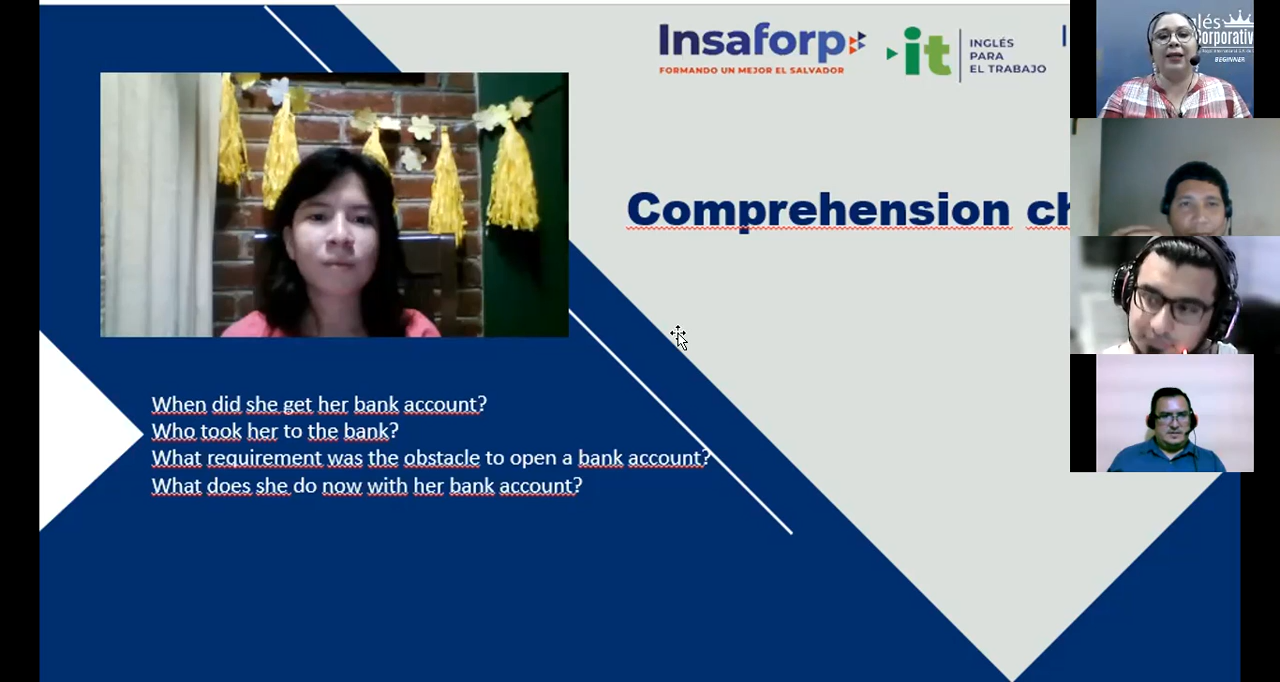 Insaforp
FORMANDO UN MEJOR EL SALVADOR
it
INGLÉS
PARA
EL TRABAJO
glés
Corporativ
BEGINNER
Comprehension ch
When did she get her bank account?
Who took her to the bank?
What requirement was the obstacle to open a bank account?
What does she do now with her bank account?